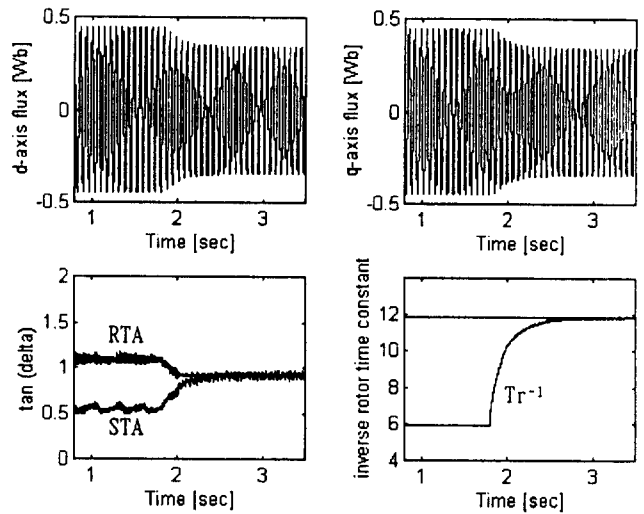 0.5
0
-0.5
d-axis flux [Wb]
1 2 3
Time [sec]
0.5
0
-0.5
q-axis flux [Wb]
1 2 3
Time [sec]
2
1.5
1
0.5
0
tan (delta)
RTA
STA
1 2 3
Time [sec]
12
10
8
6
4
inverse rotor time constant
Tr⁻¹
1 2 3
Time [sec]